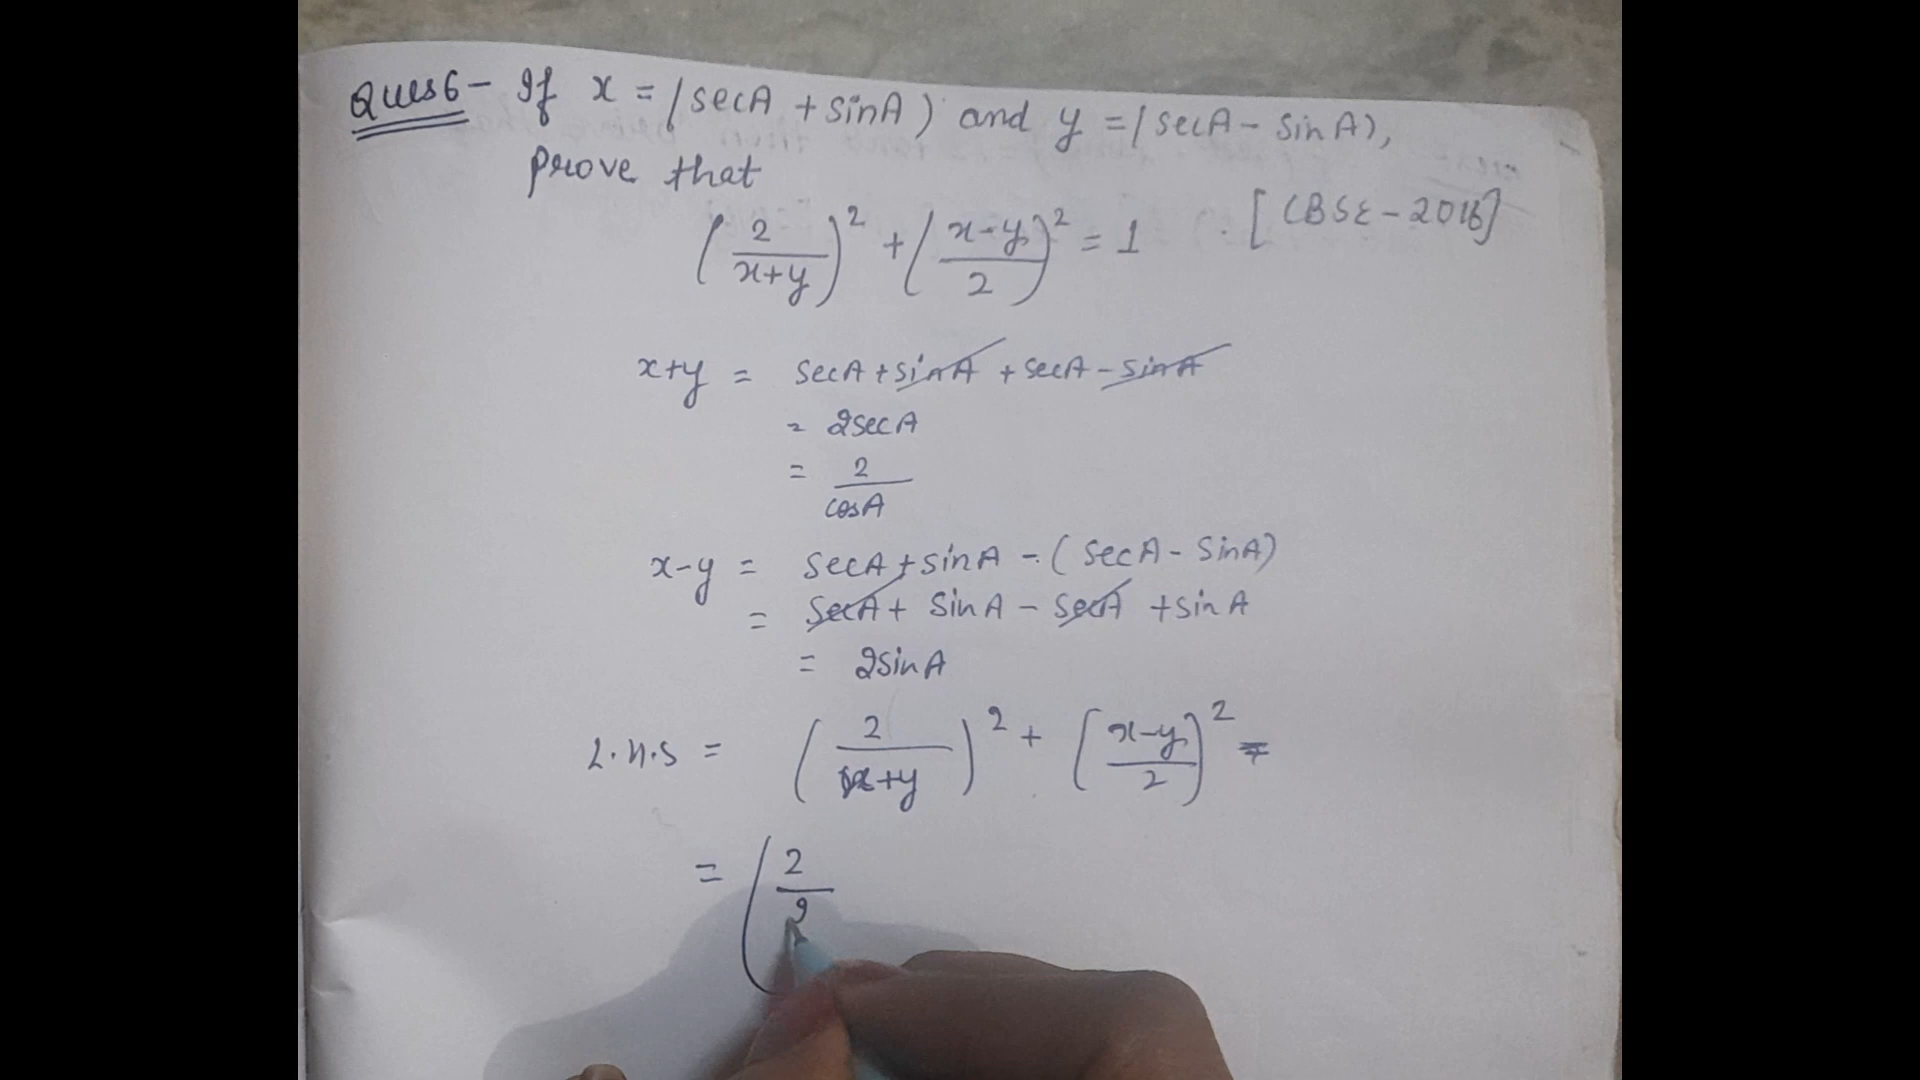 Ques6- If x = (secA + sinA) and y = (secA - sinA),
Prove that
(2/(x+y))² + ((x-y)/2)² = 1 . [CBSE-2016]
x+y = secA + sinA + secA - sinA
= 2secA
= 2/cosA
x-y = secA + sinA - (secA - sinA)
= secA + sinA - secA + sinA
= 2sinA
L.H.S = (2/(x+y))² + ((x-y)/2)² =
= (2/2